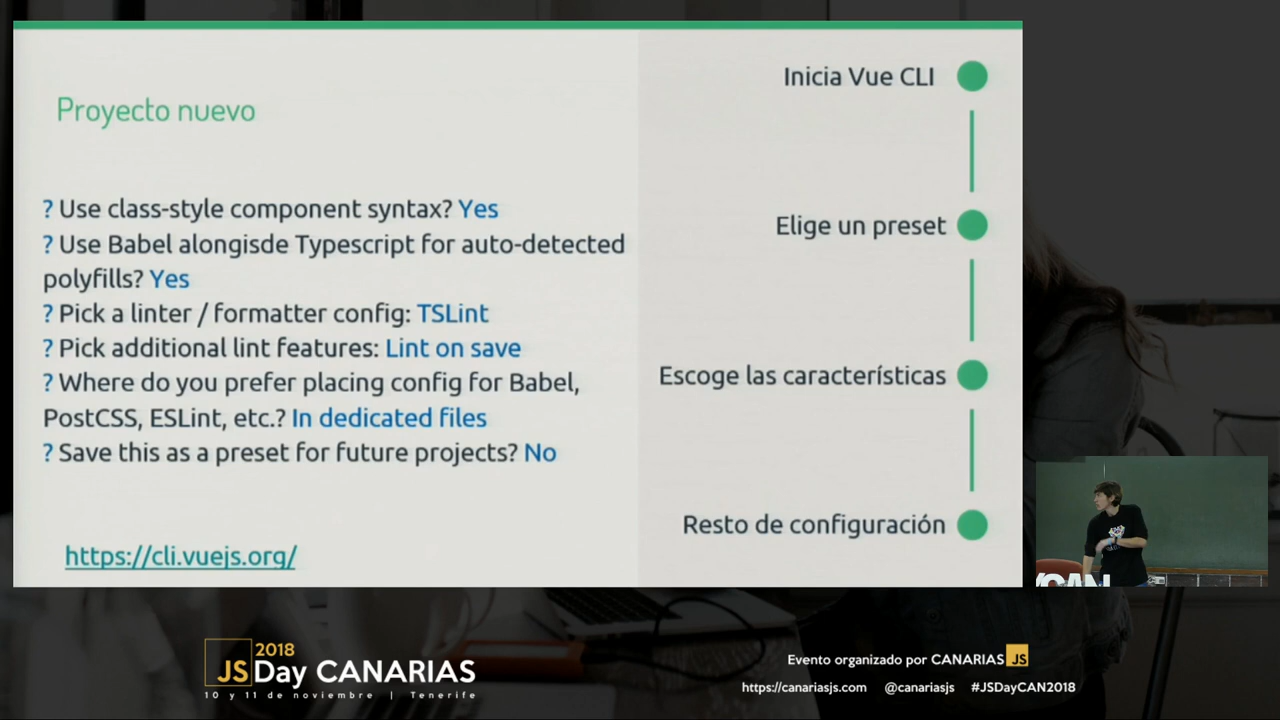 Proyecto nuevo
? Use class-style component syntax? Yes
? Use Babel alongisde Typescript for auto-detected
polyfills? Yes
? Pick a linter / formatter config: TSLint
? Pick additional lint features: Lint on save
? Where do you prefer placing config for Babel,
PostCSS, ESLint, etc.? In dedicated files
? Save this as a preset for future projects? No
https://cli.vuejs.org/
Inicia Vue CLI
Elige un preset
Escoge las características
Resto de configuración
2018
JSDay CANARIAS
10 y 11 de noviembre | Tenerife
Evento organizado por CANARIAS JS
https://canariasjs.com @canariasjs #JSDayCAN2018